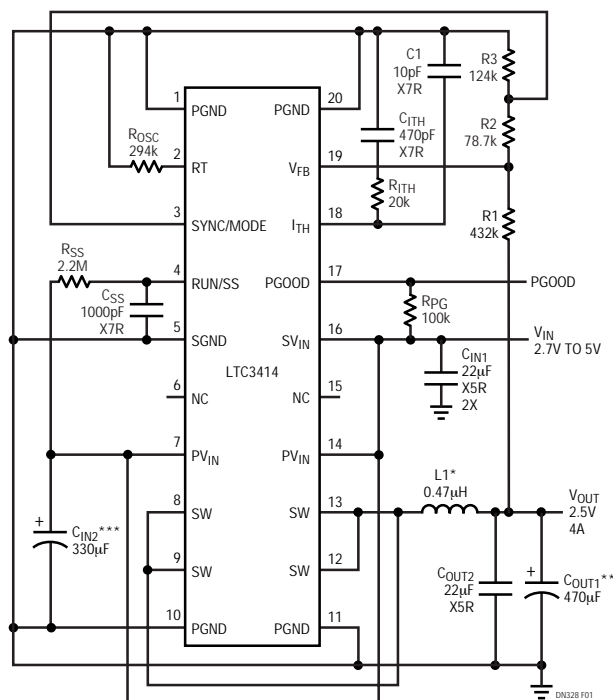 C1
10pF
X7R
R3
124k
R2
78.7k
R1
432k
CITH
470pF
X7R
RITH
20k
ROSC
294k
RSS
2.2M
CSS
1000pF
X7R
1 PGND
2 RT
3 SYNC/MODE
4 RUN/SS
5 SGND
6 NC
7 PVIN
8 SW
9 SW
10 PGND
LTC3414
PGND 20
VFB 19
ITH 18
PGOOD 17
SVIN 16
NC 15
PVIN 14
SW 13
SW 12
PGND 11
PGOOD
RPG
100k
VIN
2.7V TO 5V
CIN1
22µF
X5R
2X
L1*
0.47µH
VOUT
2.5V
4A
+
CIN2***
330µF
COUT2
22µF
X5R
+
COUT1**
470µF
DN328 F01